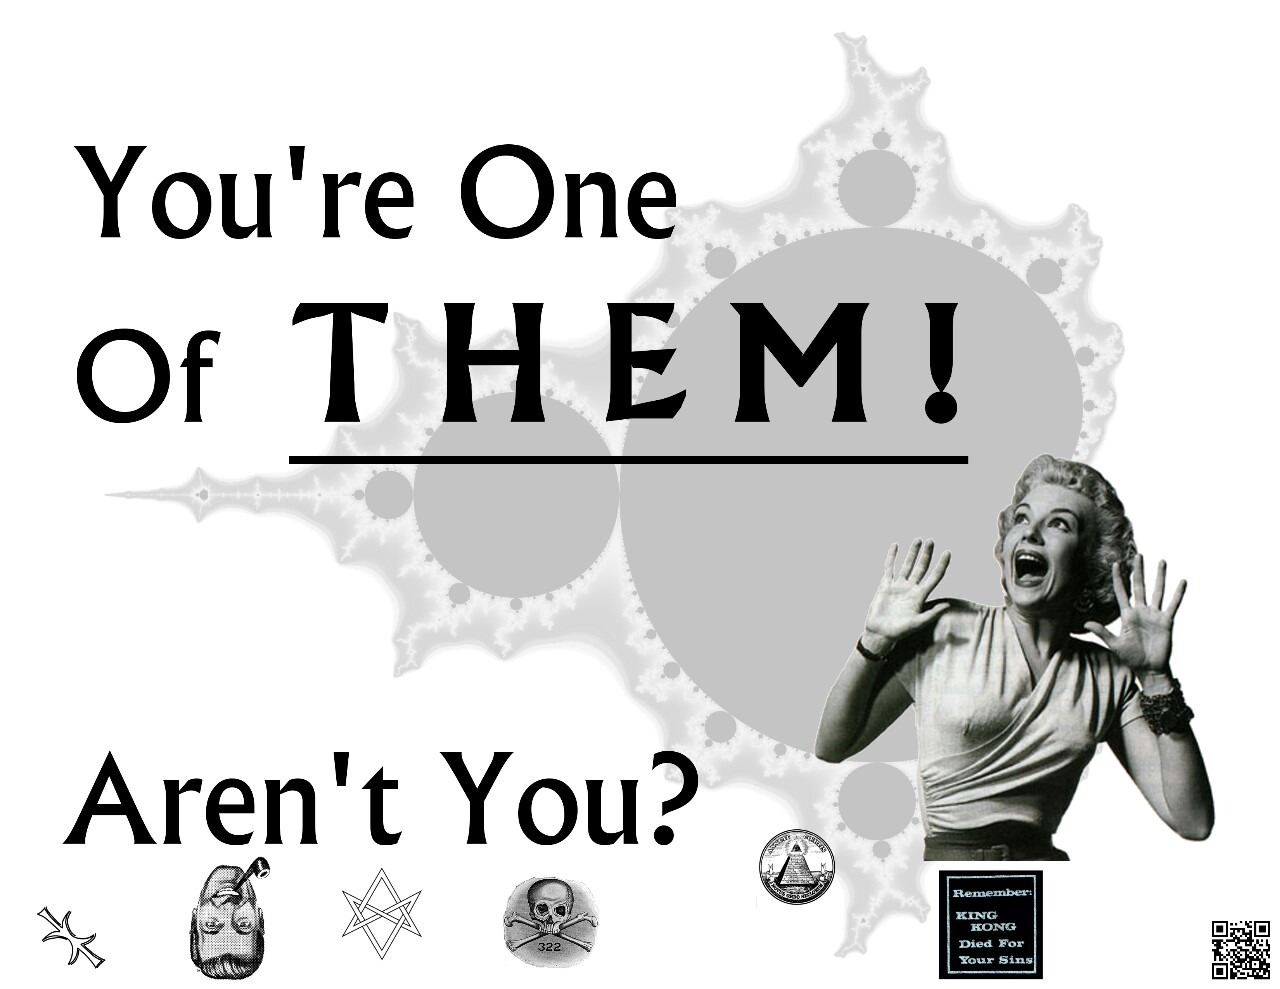 You're One
Of THEM!
Aren't You?
322
Remember:
KING
KONG
Died For
Your Sins